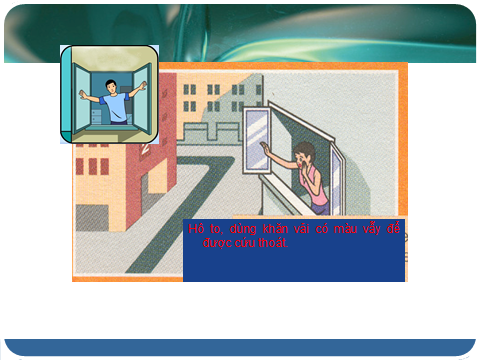 Hô to, dùng khăn vải có màu vẫy để
được cứu thoát.